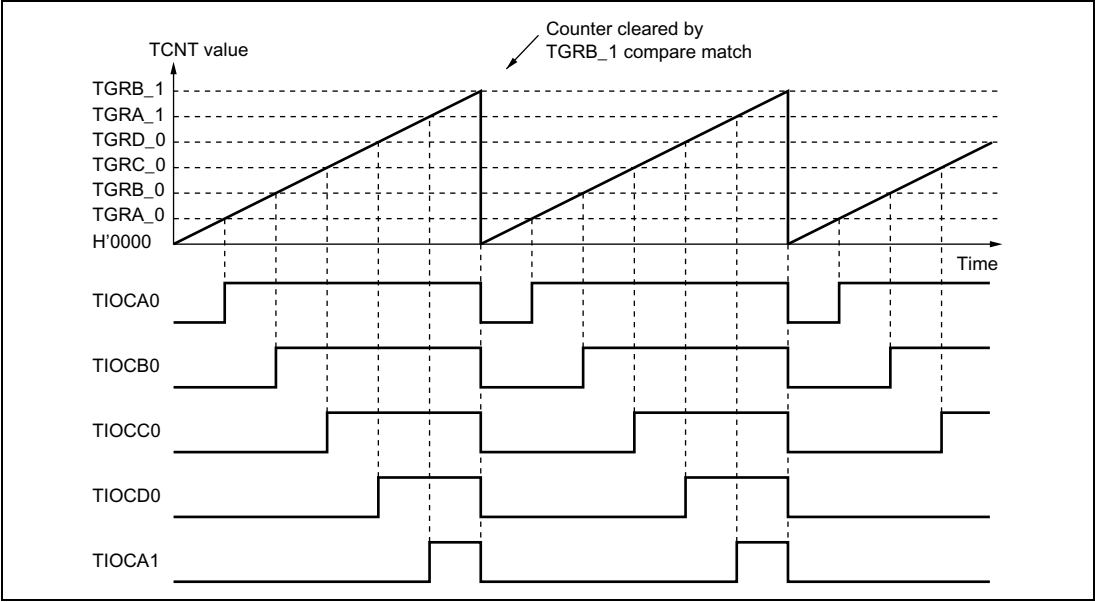 Counter cleared by
TGRB_1 compare match
TCNT value
TGRB_1
TGRA_1
TGRD_0
TGRC_0
TGRB_0
TGRA_0
H'0000
Time
TIOCA0
TIOCB0
TIOCC0
TIOCD0
TIOCA1